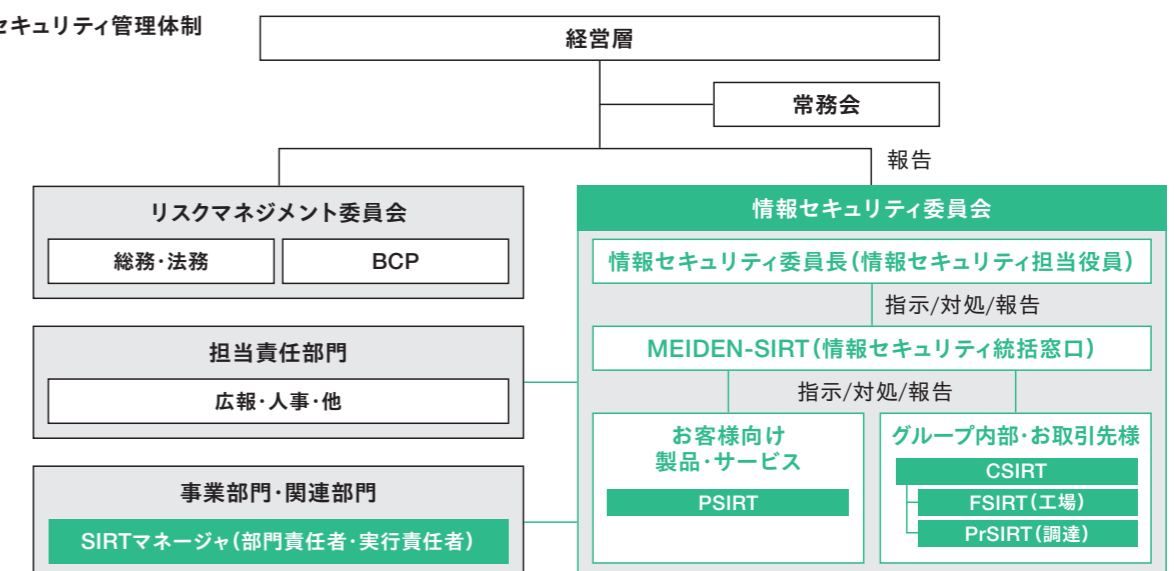 セキュリティ管理体制
経営層
常務会
報告
リスクマネジメント委員会
総務・法務
BCP
担当責任部門
広報・人事・他
事業部門・関連部門
SIRTマネージャ(部門責任者・実行責任者)
情報セキュリティ委員会
情報セキュリティ委員長(情報セキュリティ担当役員)
指示/対処/報告
MEIDEN-SIRT(情報セキュリティ統括窓口)
指示/対処/報告
お客様向け
製品・サービス
PSIRT
グループ内部・お取引先様
CSIRT
FSIRT(工場)
PrSIRT(調達)